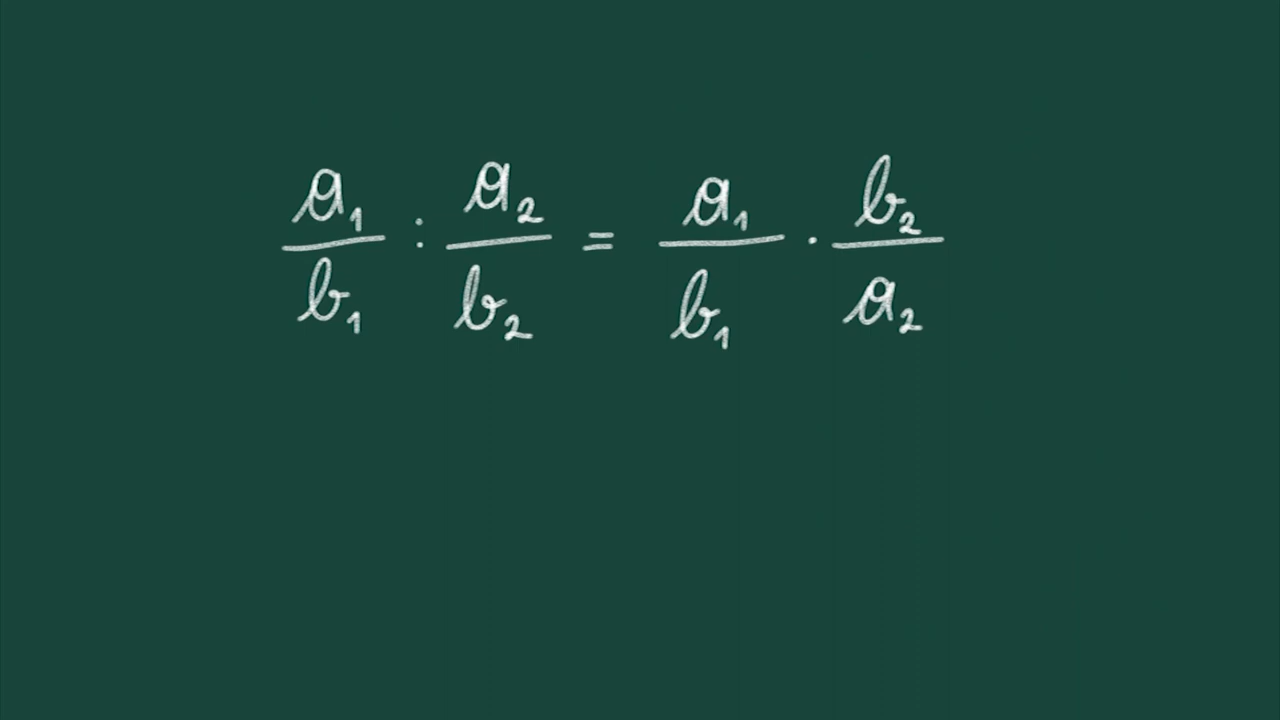 a₁/b₁ : a₂/b₂ = a₁/b₁ · b₂/a₂